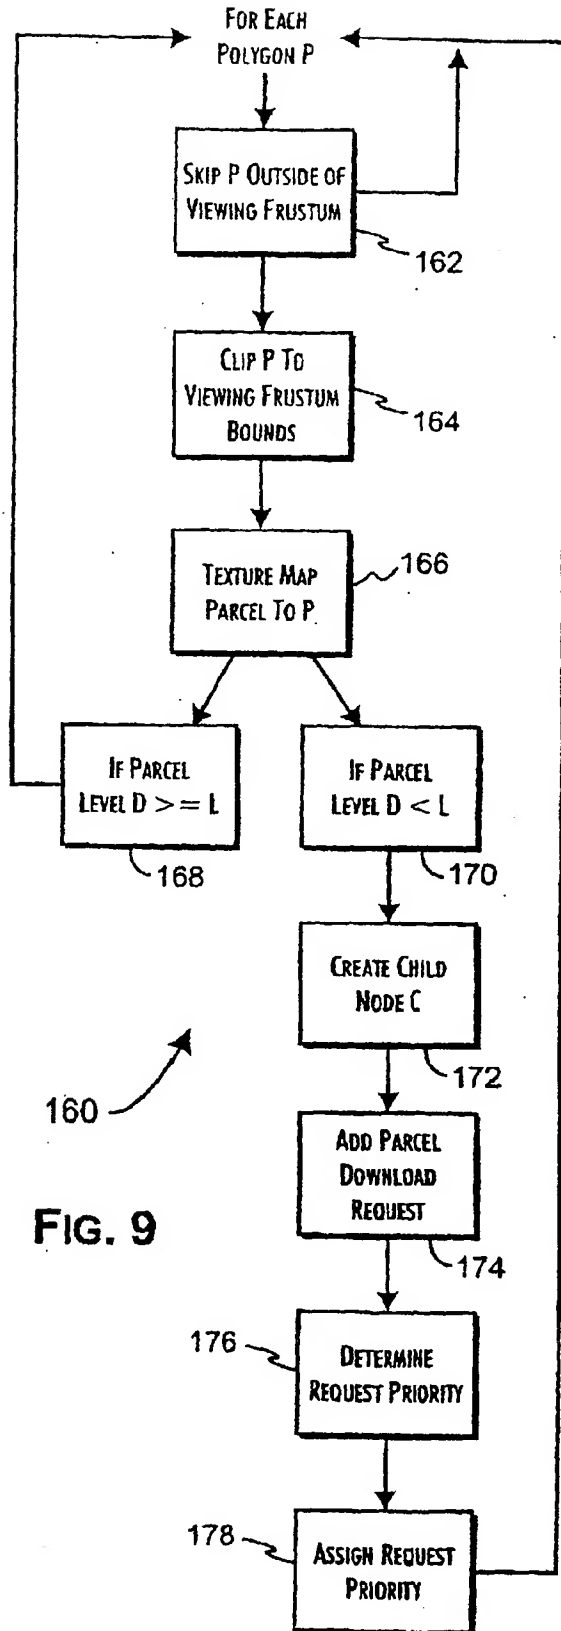 FOR EACH
POLYGON P
SKIP P OUTSIDE OF
VIEWING FRUSTUM
162
CLIP P TO
VIEWING FRUSTUM
BOUNDS
164
TEXTURE MAP
PARCEL TO P
166
IF PARCEL
LEVEL D >= L
168
IF PARCEL
LEVEL D < L
170
CREATE CHILD
NODE C
172
160
ADD PARCEL
DOWNLOAD
REQUEST
174
FIG. 9
176
DETERMINE
REQUEST PRIORITY
178
ASSIGN REQUEST
PRIORITY